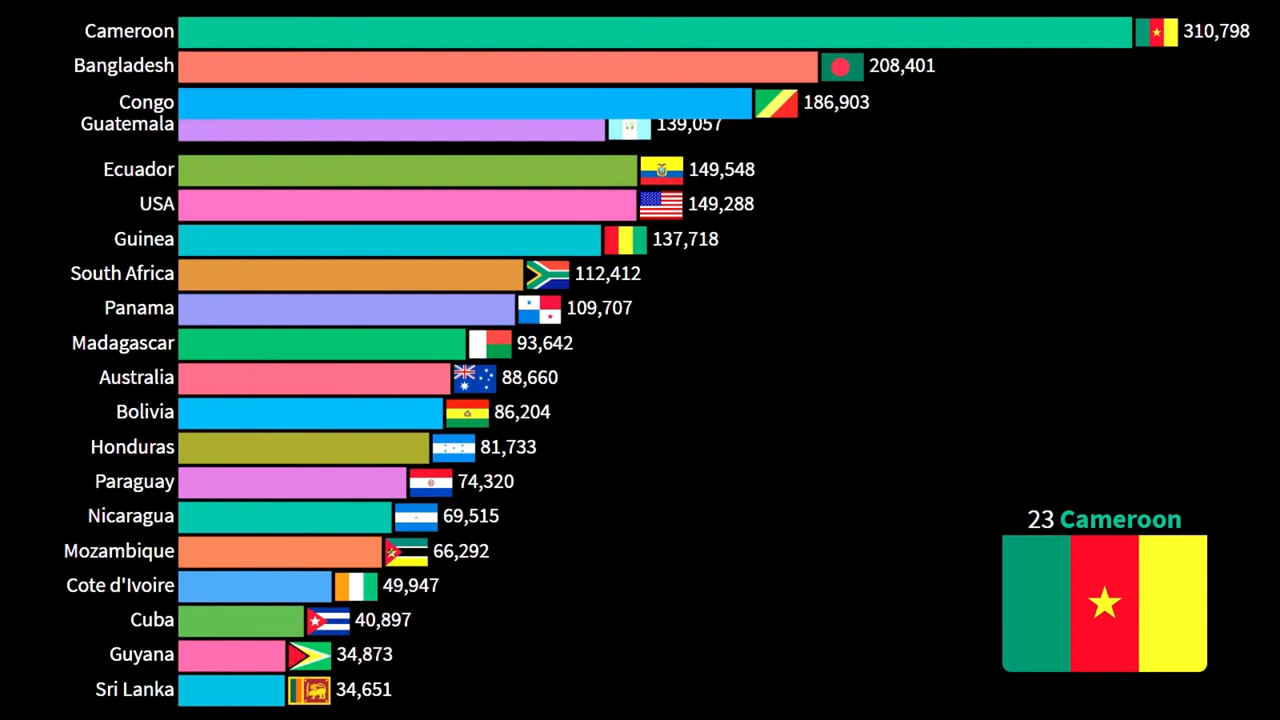 Cameroon 310,798
Bangladesh 208,401
Congo 186,903
Guatemala 139,057
Ecuador 149,548
USA 149,288
Guinea 137,718
South Africa 112,412
Panama 109,707
Madagascar 93,642
Australia 88,660
Bolivia 86,204
Honduras 81,733
Paraguay 74,320
Nicaragua 69,515
Mozambique 66,292
Cote d'Ivoire 49,947
Cuba 40,897
Guyana 34,873
Sri Lanka 34,651
23 Cameroon